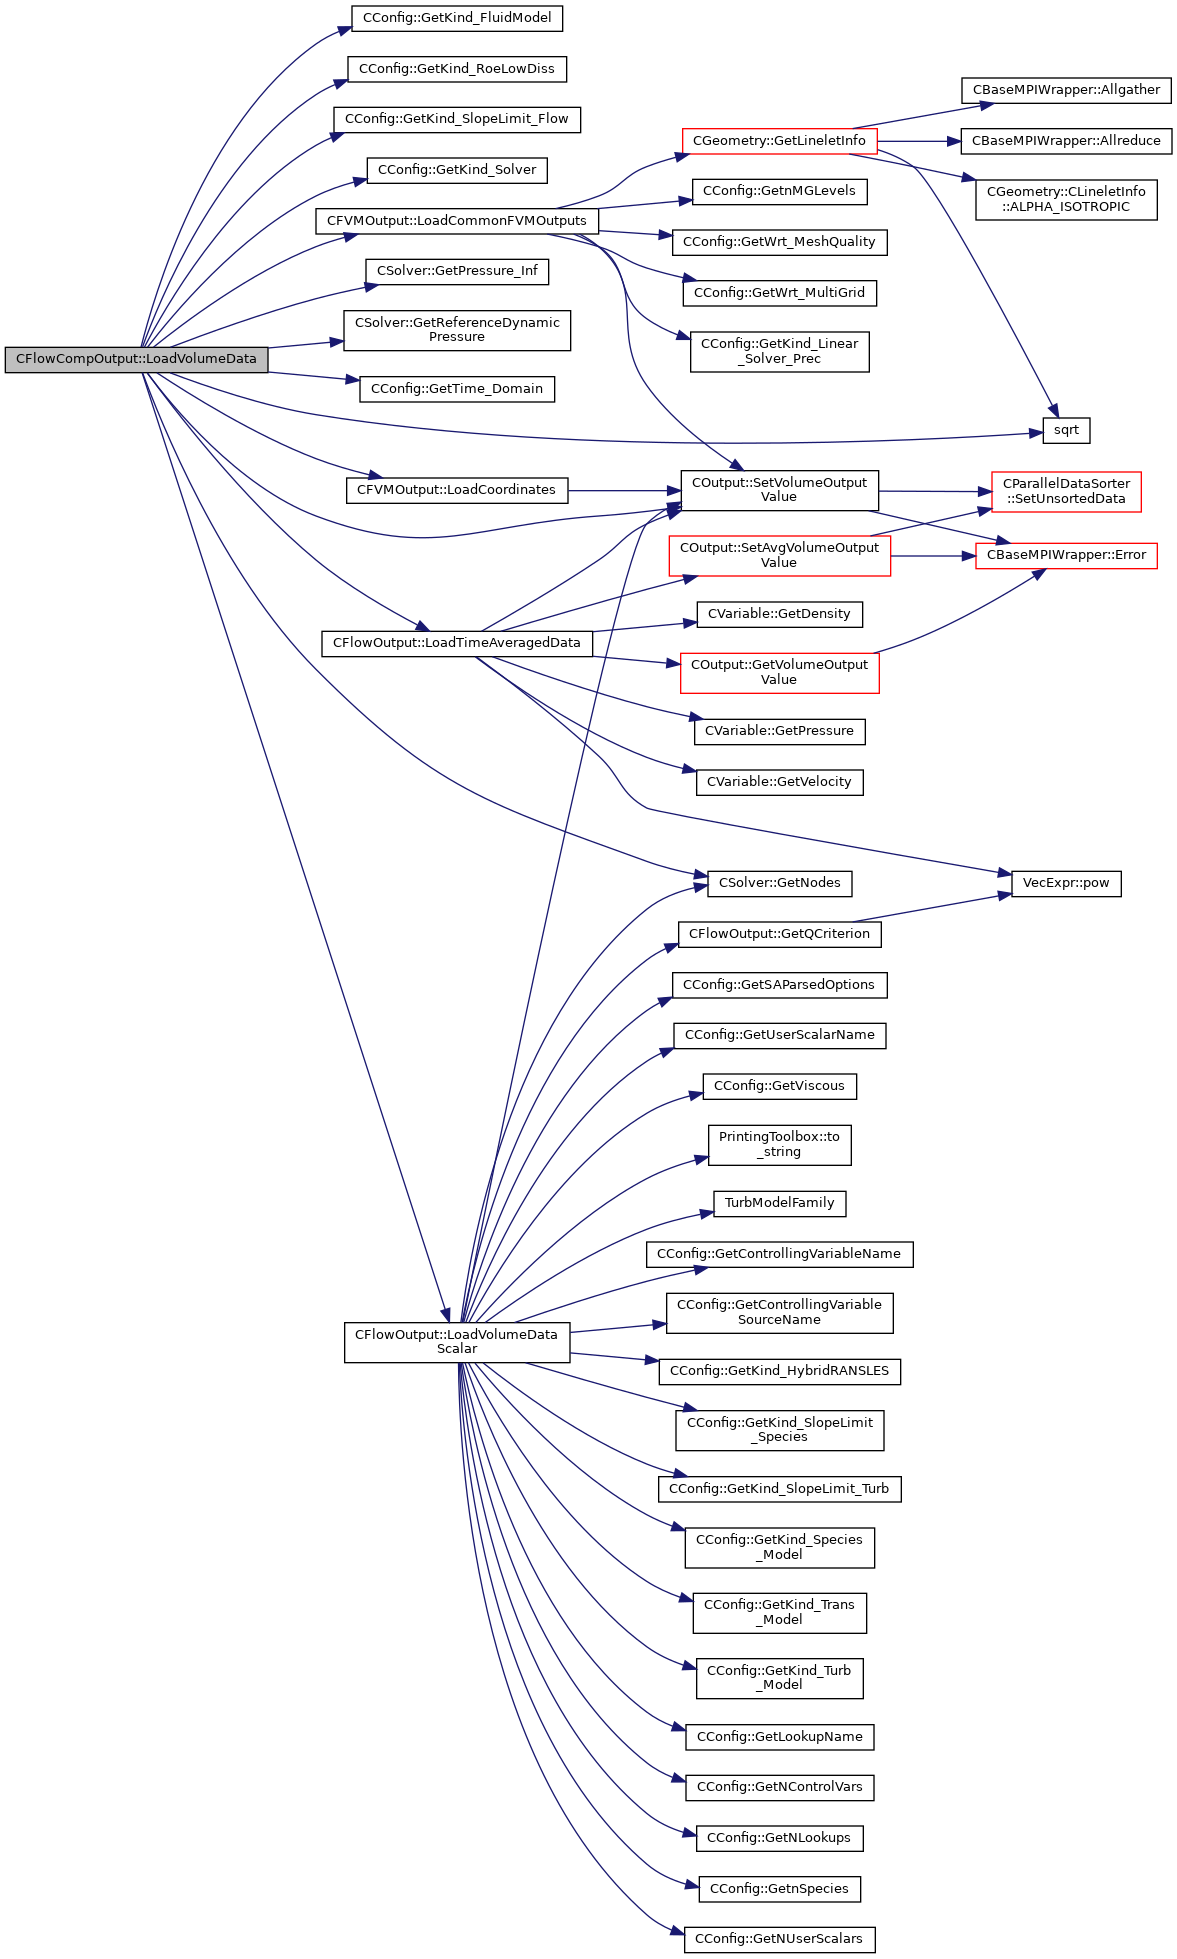 CConfig::GetKind_FluidModel
CConfig::GetKind_RoeLowDiss
CConfig::GetKind_SlopeLimit_Flow
CConfig::GetKind_Solver
CFVMOutput::LoadCommonFVMOutputs
CSolver::GetPressure_Inf
CSolver::GetReferenceDynamic
Pressure
CFlowCompOutput::LoadVolumeData
CConfig::GetTime_Domain
CFVMOutput::LoadCoordinates
CFlowOutput::LoadTimeAveragedData
CFlowOutput::LoadVolumeData
Scalar
CGeometry::GetLineletInfo
CConfig::GetnMGLevels
CConfig::GetWrt_MeshQuality
CConfig::GetWrt_MultiGrid
CConfig::GetKind_Linear
_Solver_Prec
COutput::SetVolumeOutput
Value
COutput::SetAvgVolumeOutput
Value
CVariable::GetDensity
COutput::GetVolumeOutput
Value
CVariable::GetPressure
CVariable::GetVelocity
CSolver::GetNodes
CFlowOutput::GetQCriterion
CConfig::GetSAParsedOptions
CConfig::GetUserScalarName
CConfig::GetViscous
PrintingToolbox::to
_string
TurbModelFamily
CConfig::GetControllingVariableName
CConfig::GetControllingVariable
SourceName
CConfig::GetKind_HybridRANSLES
CConfig::GetKind_SlopeLimit
_Species
CConfig::GetKind_SlopeLimit_Turb
CConfig::GetKind_Species
_Model
CConfig::GetKind_Trans
_Model
CConfig::GetKind_Turb
_Model
CConfig::GetLookupName
CConfig::GetNControlVars
CConfig::GetNLookups
CConfig::GetnSpecies
CConfig::GetNUserScalars
CBaseMPIWrapper::Allgather
CBaseMPIWrapper::Allreduce
CGeometry::CLineletInfo
::ALPHA_ISOTROPIC
sqrt
CParallelDataSorter
::SetUnsortedData
CBaseMPIWrapper::Error
VecExpr::pow